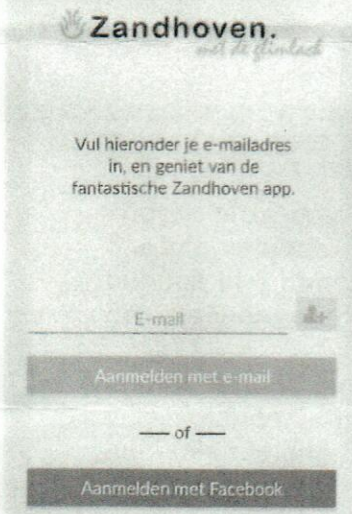 Zandhoven.
met de glimlach
Vul hieronder je e-mailadres
in, en geniet van de
fantastische Zandhoven app.
E-mail
Aanmelden met e-mail
of
Aanmelden met Facebook